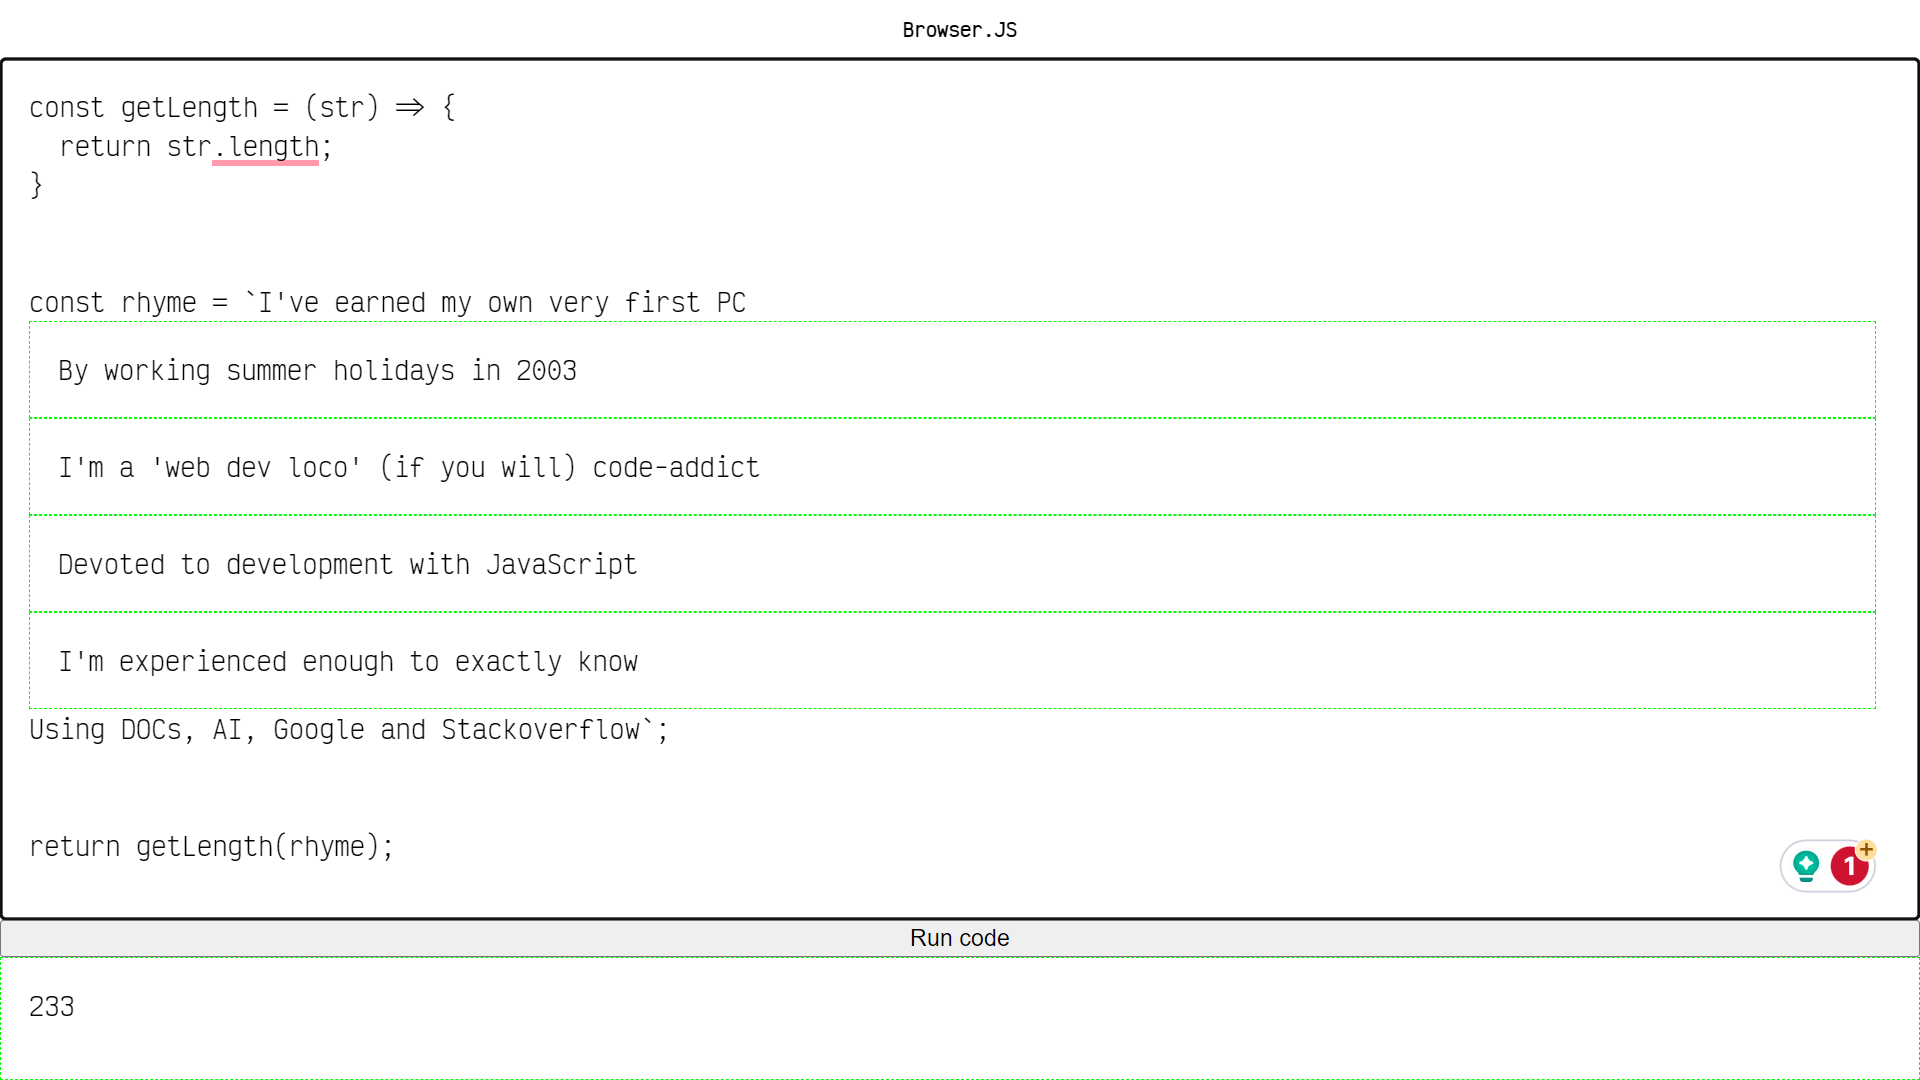 Browser.JS
const getLength = (str) => {
return str.length;
}
const rhyme = `I've earned my own very first PC
By working summer holidays in 2003
I'm a 'web dev loco' (if you will) code-addict
Devoted to development with JavaScript
I'm experienced enough to exactly know
Using DOCs, AI, Google and Stackoverflow`;
return getLength(rhyme);
1
+
Run code
233